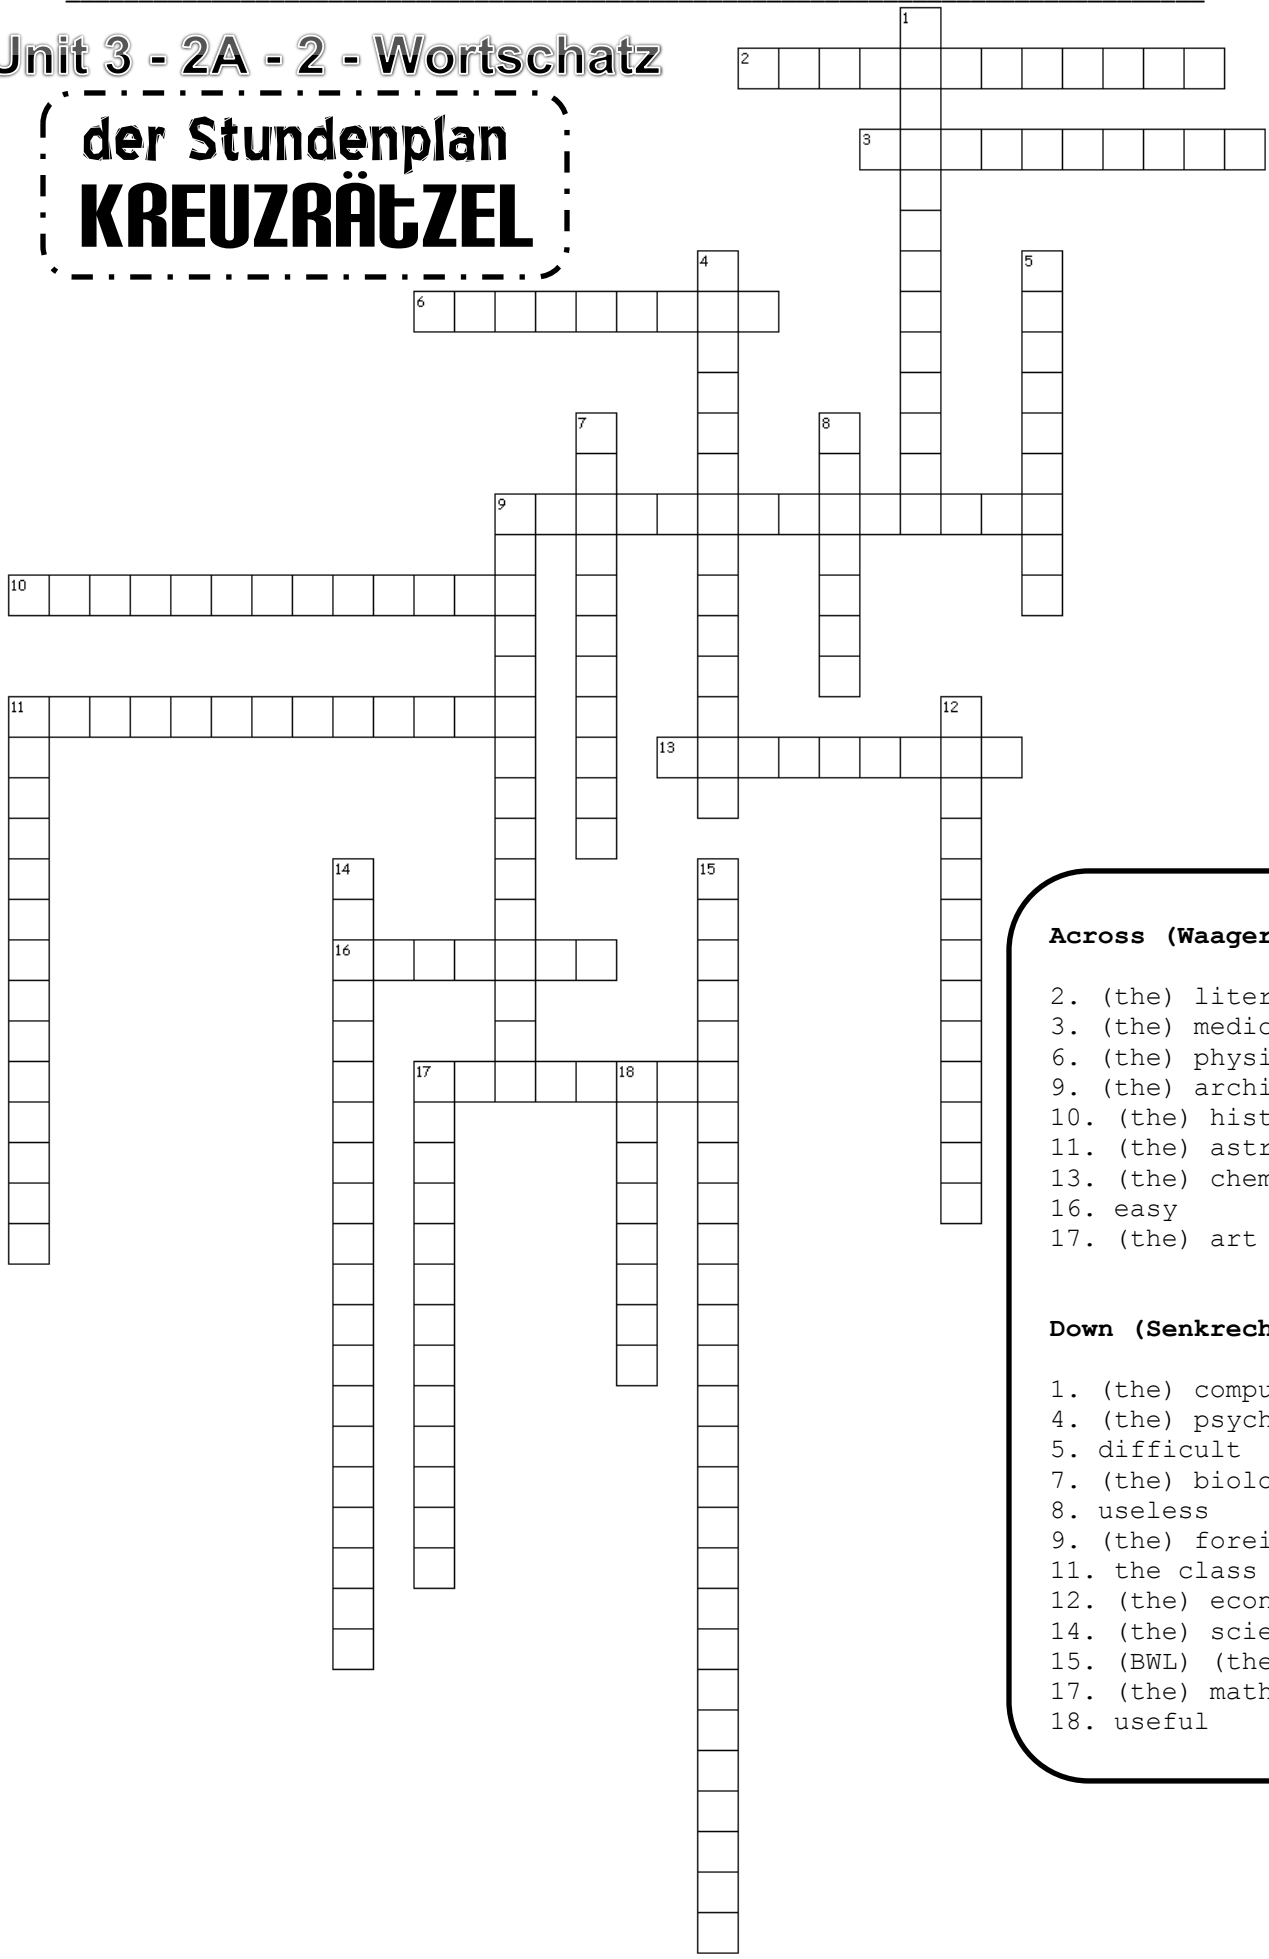 Unit 3 - 2A - 2 - Wortschatz
der Stundenplan
KREUZRÄtZEL
1
2
3
4
5
6
7
8
9
10
11
12
13
14
15
16
17
18
Across (Waager
2. (the) liter
3. (the) medic
6. (the) physi
9. (the) archi
10. (the) hist
11. (the) astr
13. (the) chem
16. easy
17. (the) art
Down (Senkrech
1. (the) compu
4. (the) psych
5. difficult
7. (the) biolo
8. useless
9. (the) forei
11. the class
12. (the) econ
14. (the) scie
15. (BWL) (the
17. (the) math
18. useful